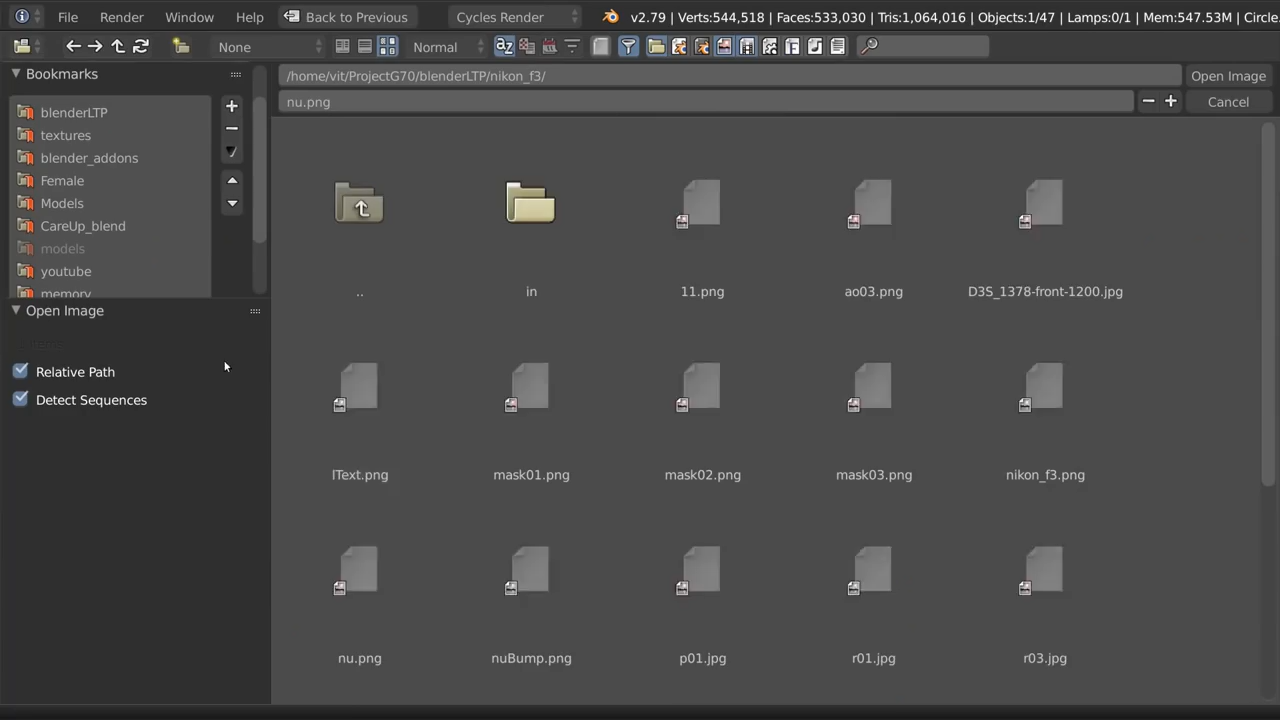 File Render Window Help Back to Previous Cycles Render v2.79 | Verts:544,518 | Faces:533,030 | Tris:1,064,016 | Objects:1/47 | Lamps:0/1 | Mem:547.53M | Circle
None Normal
Bookmarks
blenderLTP
textures
blender_addons
Female
Models
CareUp_blend
models
youtube
memory
Open Image
Relative Path
Detect Sequences
/home/vit/ProjectG70/blenderLTP/nikon_f3/ Open Image
nu.png Cancel
.. in 11.png ao03.png D3S_1378-front-1200.jpg
lText.png mask01.png mask02.png mask03.png nikon_f3.png
nu.png nuBump.png p01.jpg r01.jpg r03.jpg